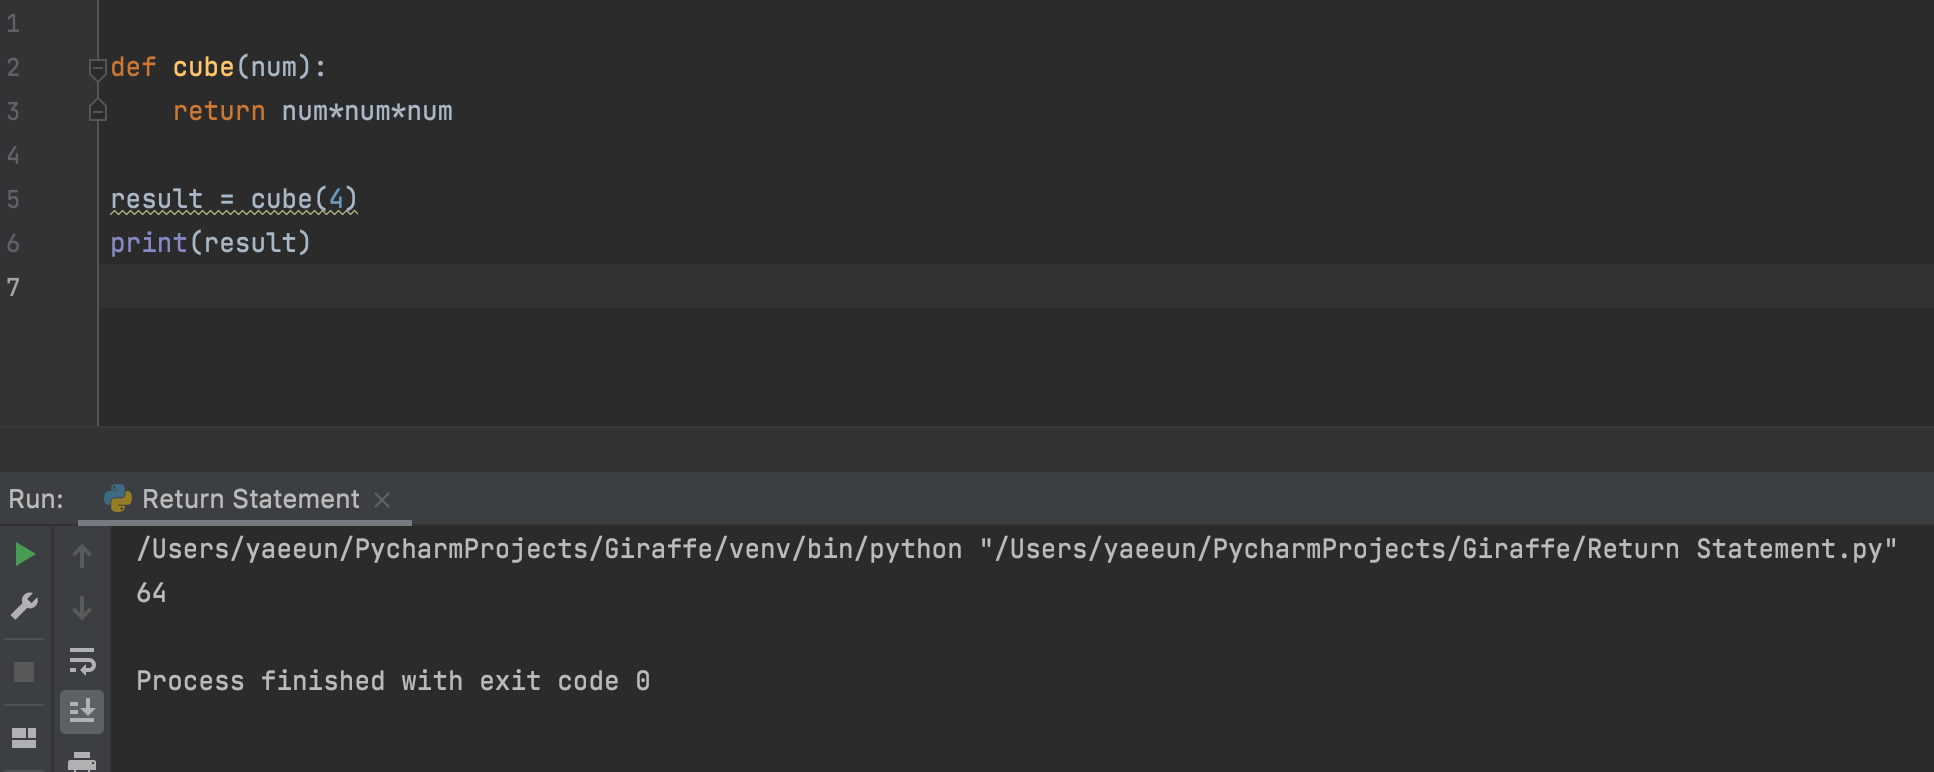 1
2 def cube(num):
3     return num*num*num
4
5 result = cube(4)
6 print(result)
7
Run: Return Statement
/Users/yaeeun/PycharmProjects/Giraffe/venv/bin/python "/Users/yaeeun/PycharmProjects/Giraffe/Return Statement.py"
64
Process finished with exit code 0